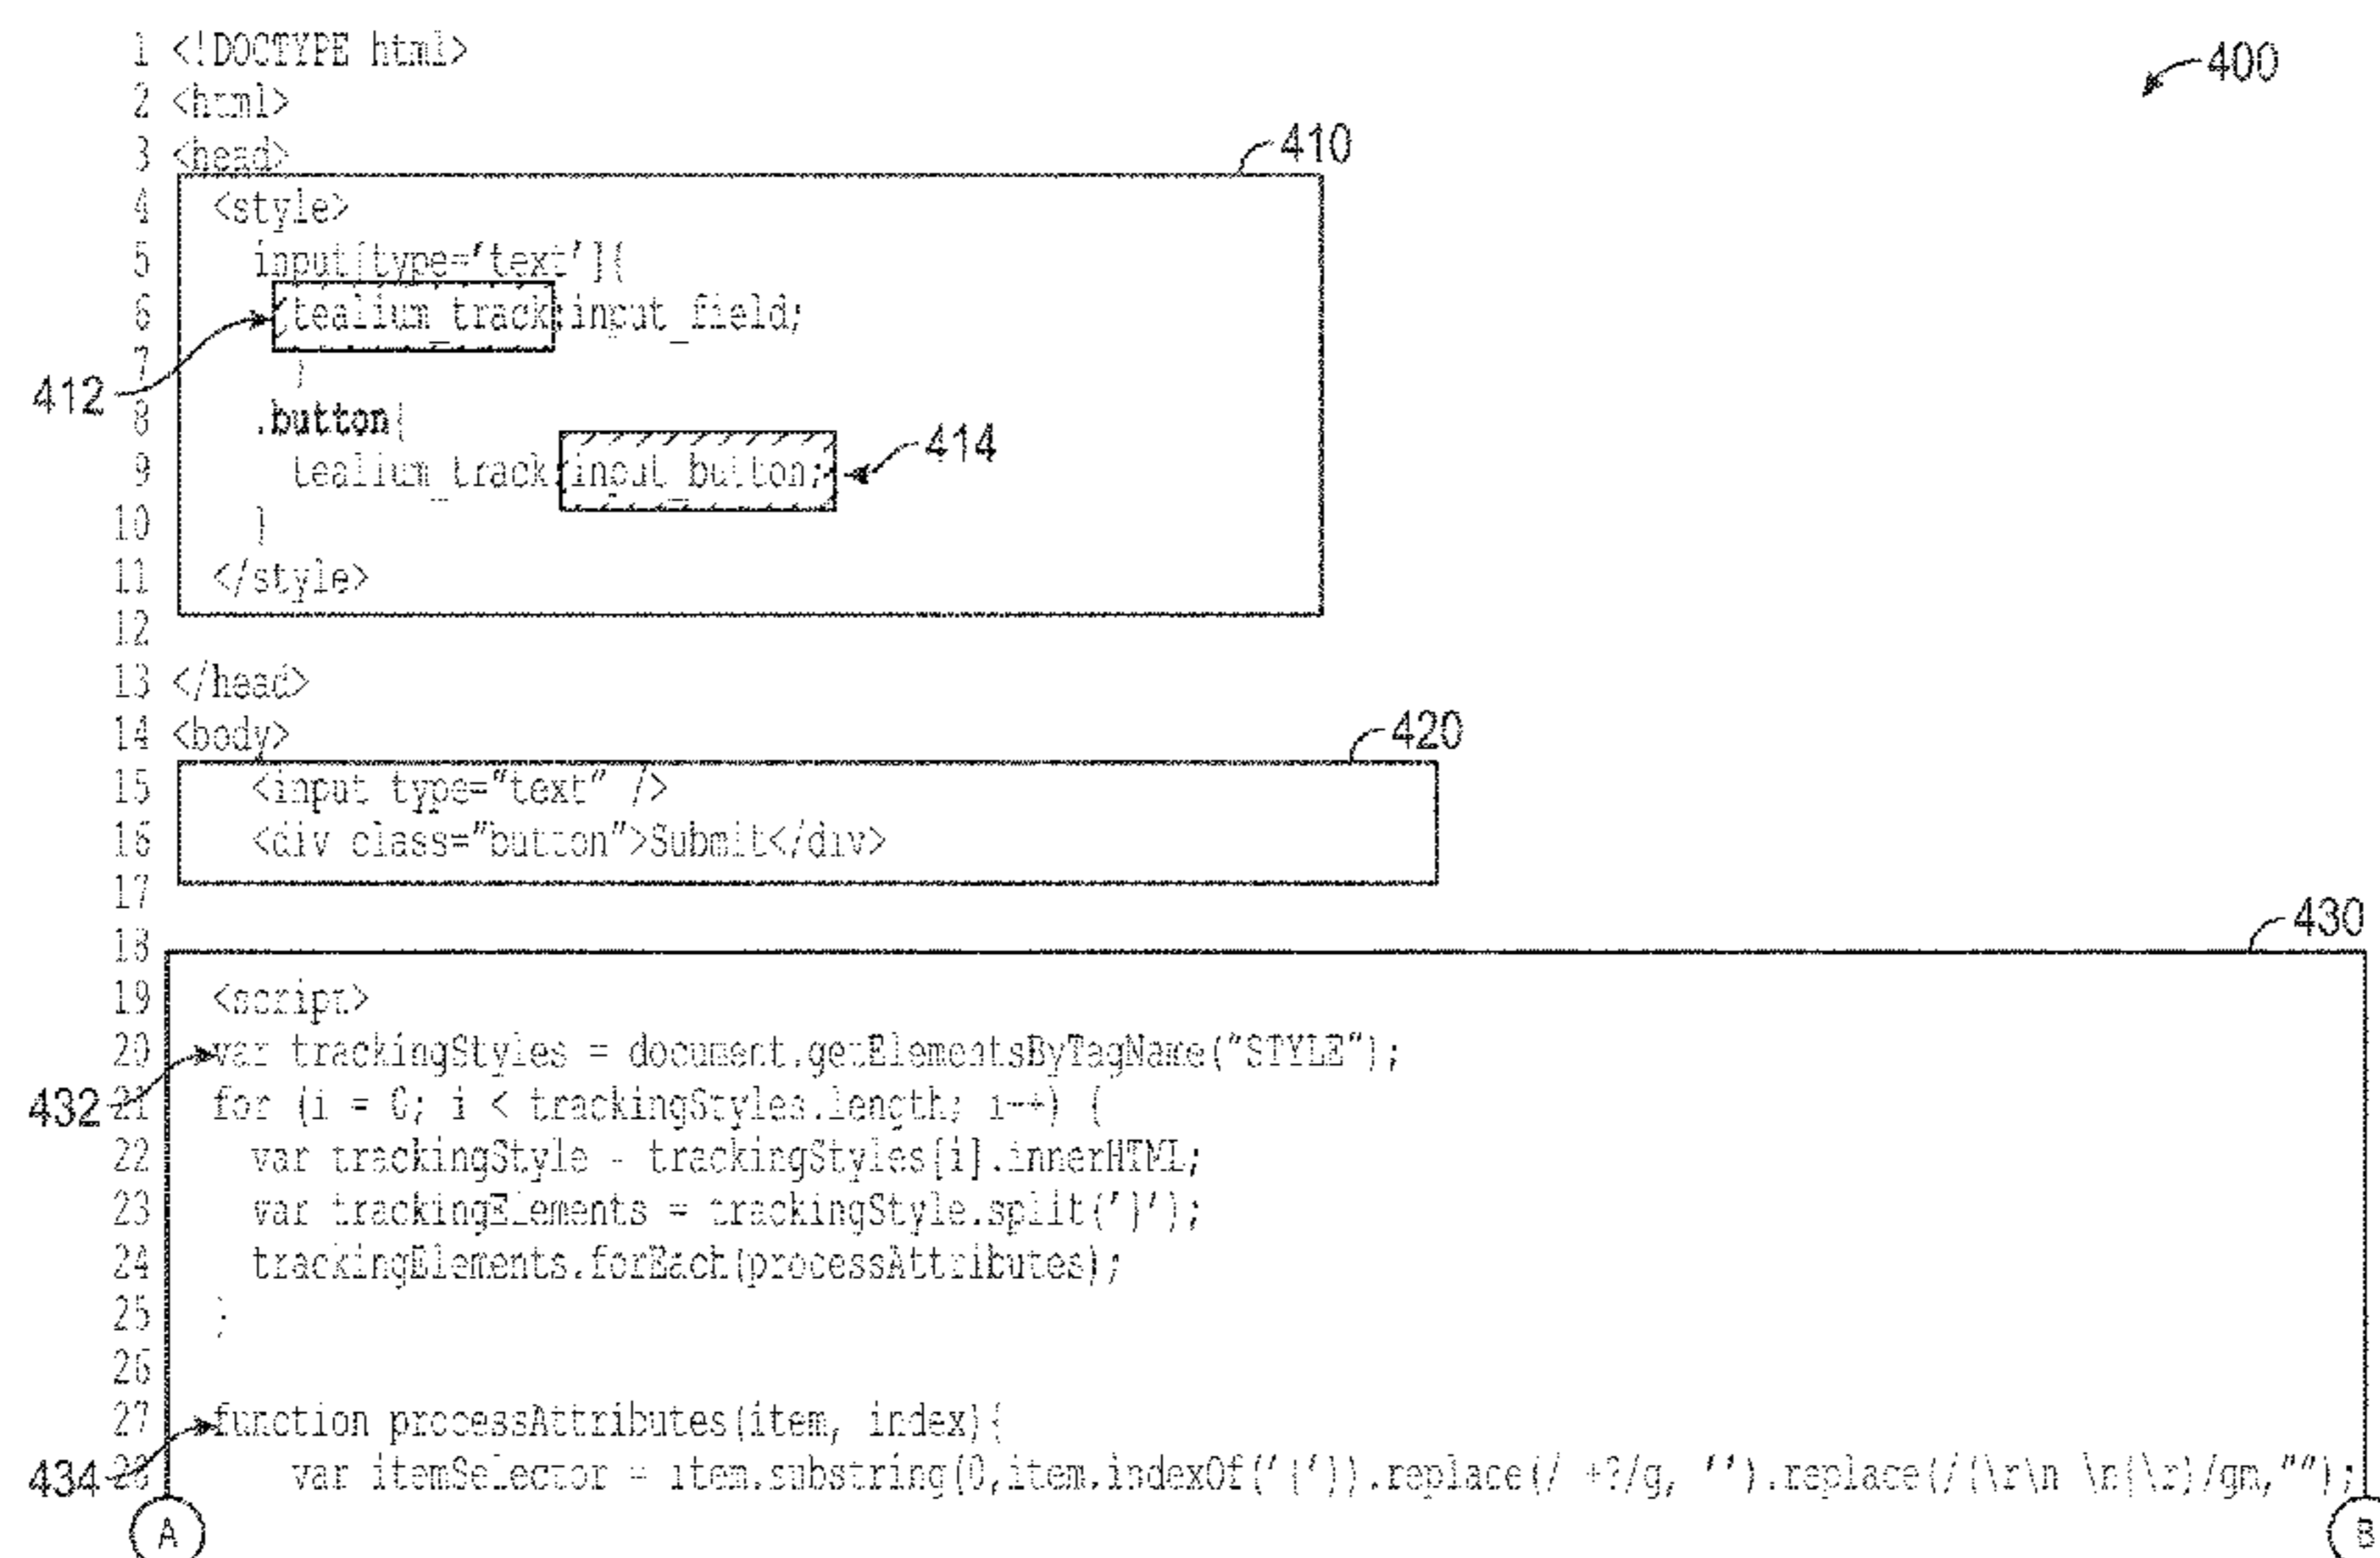 400
1 <!DOCTYPE html>
2 <html>
3 <head>
410
4 <style>
5 input[type='text']{
6 tealium_track:input_field;
7 }
412
8 .button{
414
9 tealium_track:input_button;
10 }
11 </style>
12
13 </head>
14 <body>
420
15 <input type="text" />
16 <div class="button">Submit</div>
17
18
430
19 <script>
20 var trackingStyles = document.getElementsByTagName("STYLE");
432
21 for (i = 0; i < trackingStyles.length; i++) {
22 var trackingStyle = trackingStyles[i].innerHTML;
23 var trackingElements = trackingStyle.split('}');
24 trackingElements.forEach(processAttributes);
25 }
26
27 function processAttributes(item, index){
434
28 var itemSelector = item.substring(0,item.indexOf('{')).replace(/ +?/g, '').replace(/(\r\n \n|\r)/gm,"");
A
B